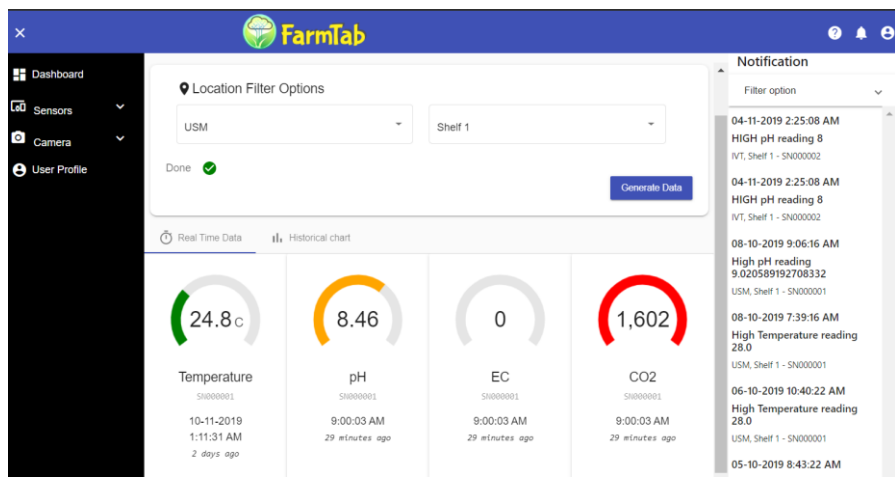 FarmTab
Dashboard
Sensors
Camera
User Profile
Location Filter Options
USM
Shelf 1
Done
Generate Data
Real Time Data
Historical chart
24.8 C
Temperature
SN000001
10-11-2019
1:11:31 AM
2 days ago
8.46
pH
SN000001
9:00:03 AM
29 minutes ago
0
EC
SN000001
9:00:03 AM
29 minutes ago
1,602
CO2
SN000001
9:00:03 AM
29 minutes ago
Notification
Filter option
04-11-2019 2:25:08 AM
HIGH pH reading 8
IVT, Shelf 1 - SN000002
04-11-2019 2:25:08 AM
HIGH pH reading 8
IVT, Shelf 1 - SN000002
08-10-2019 9:06:16 AM
High pH reading
9.020589192708332
USM, Shelf 1 - SN000001
08-10-2019 7:39:16 AM
High Temperature reading
28.0
USM, Shelf 1 - SN000001
06-10-2019 10:40:22 AM
High Temperature reading
28.0
USM, Shelf 1 - SN000001
05-10-2019 8:43:22 AM